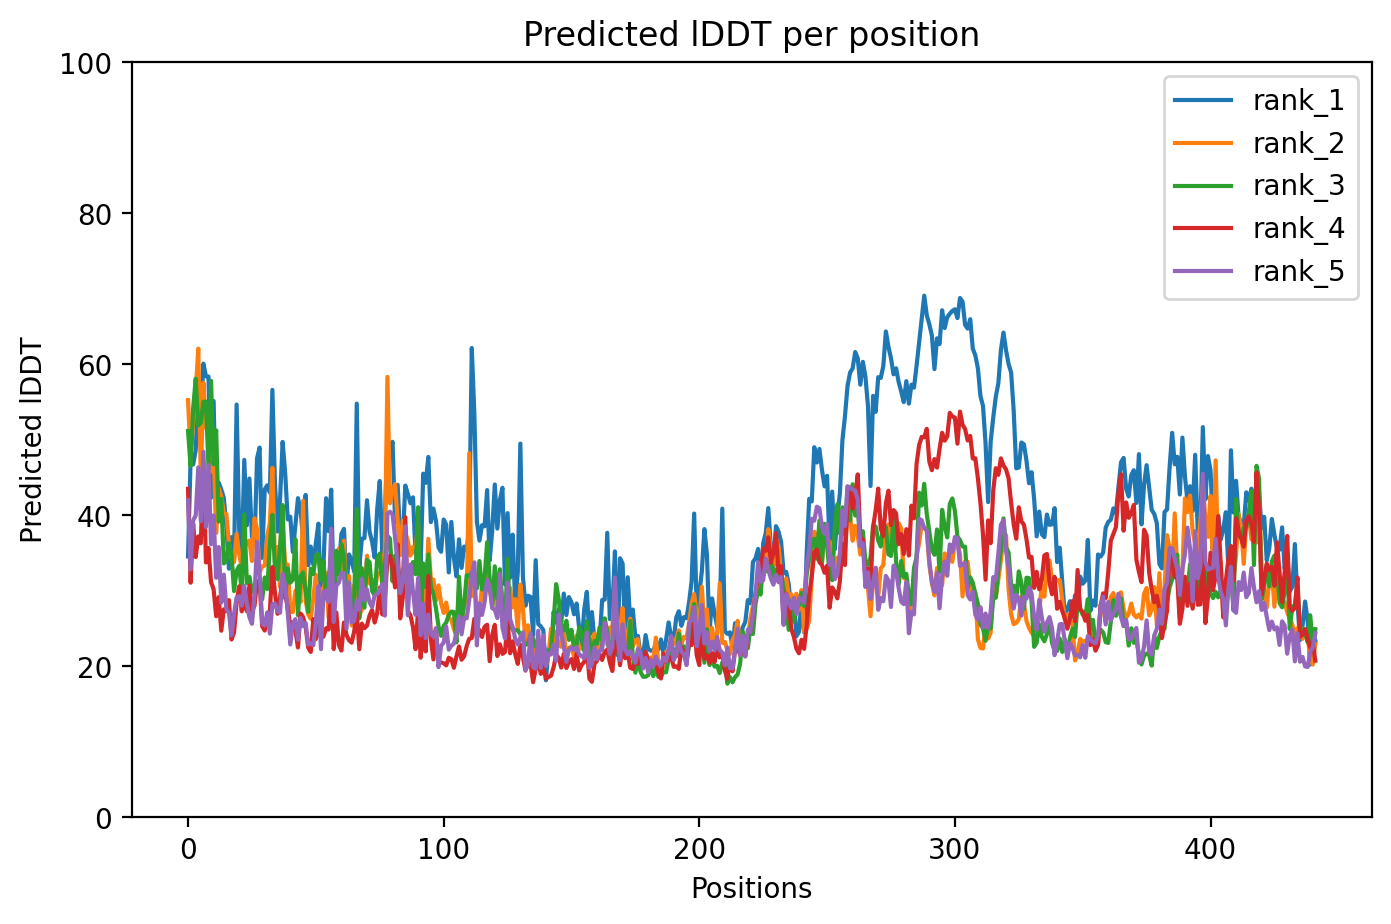 Predicted lDDT per position
100
80
60
40
20
0
Predicted lDDT
rank_1
rank_2
rank_3
rank_4
rank_5
0 100 200 300 400
Positions